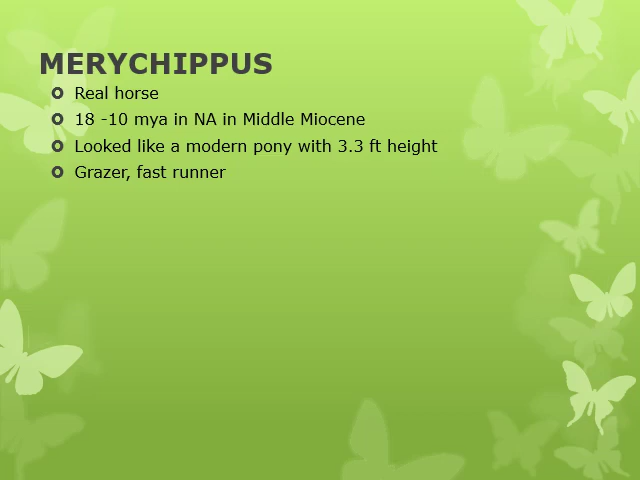 MERYCHIPPUS
Real horse
18 -10 mya in NA in Middle Miocene
Looked like a modern pony with 3.3 ft height
Grazer, fast runner